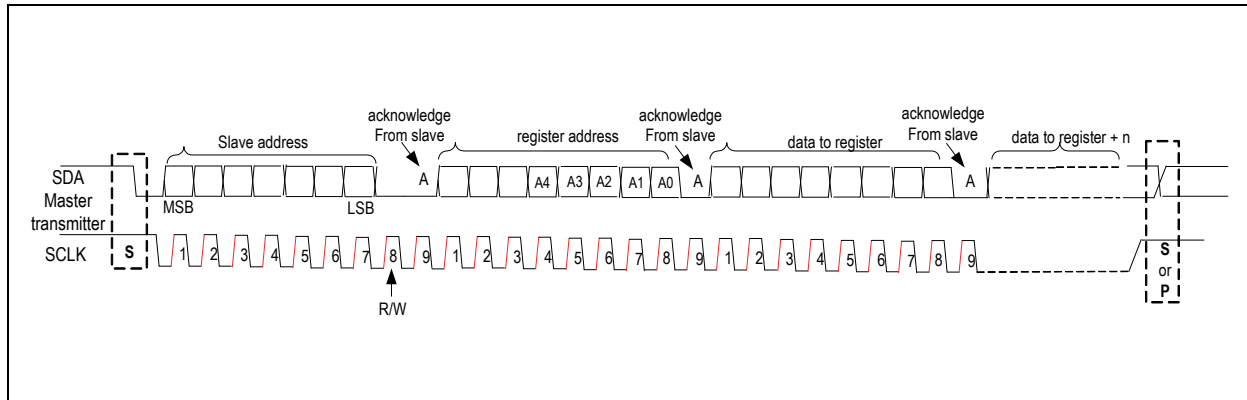 acknowledge
From slave
acknowledge
From slave
acknowledge
From slave
Slave address
register address
data to register
data to register + n
SDA
Master
transmitter
A
A4 A3 A2 A1 A0
A
A
MSB
LSB
SCLK
S
1 2 3 4 5 6 7 8 9 1 2 3 4 5 6 7 8 9 1 2 3 4 5 6 7 8 9
S
or
P
R/W